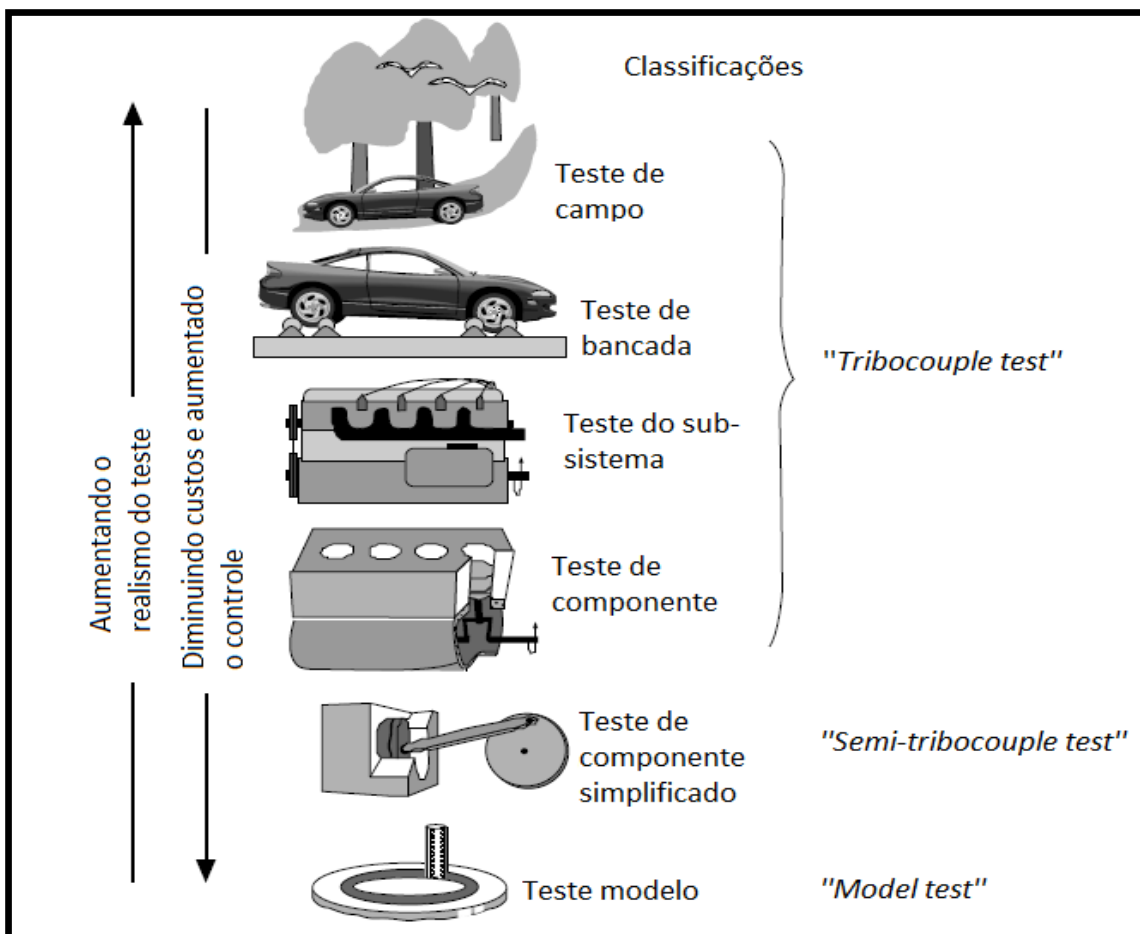 Classificações
Teste de
campo
Teste de
bancada
"Tribocouple test"
Teste do sub-
sistema
Aumentando o
realismo do teste
Diminuindo custos e aumentado
o controle
Teste de
componente
Teste de
componente
simplificado
"Semi-tribocouple test"
Teste modelo
"Model test"